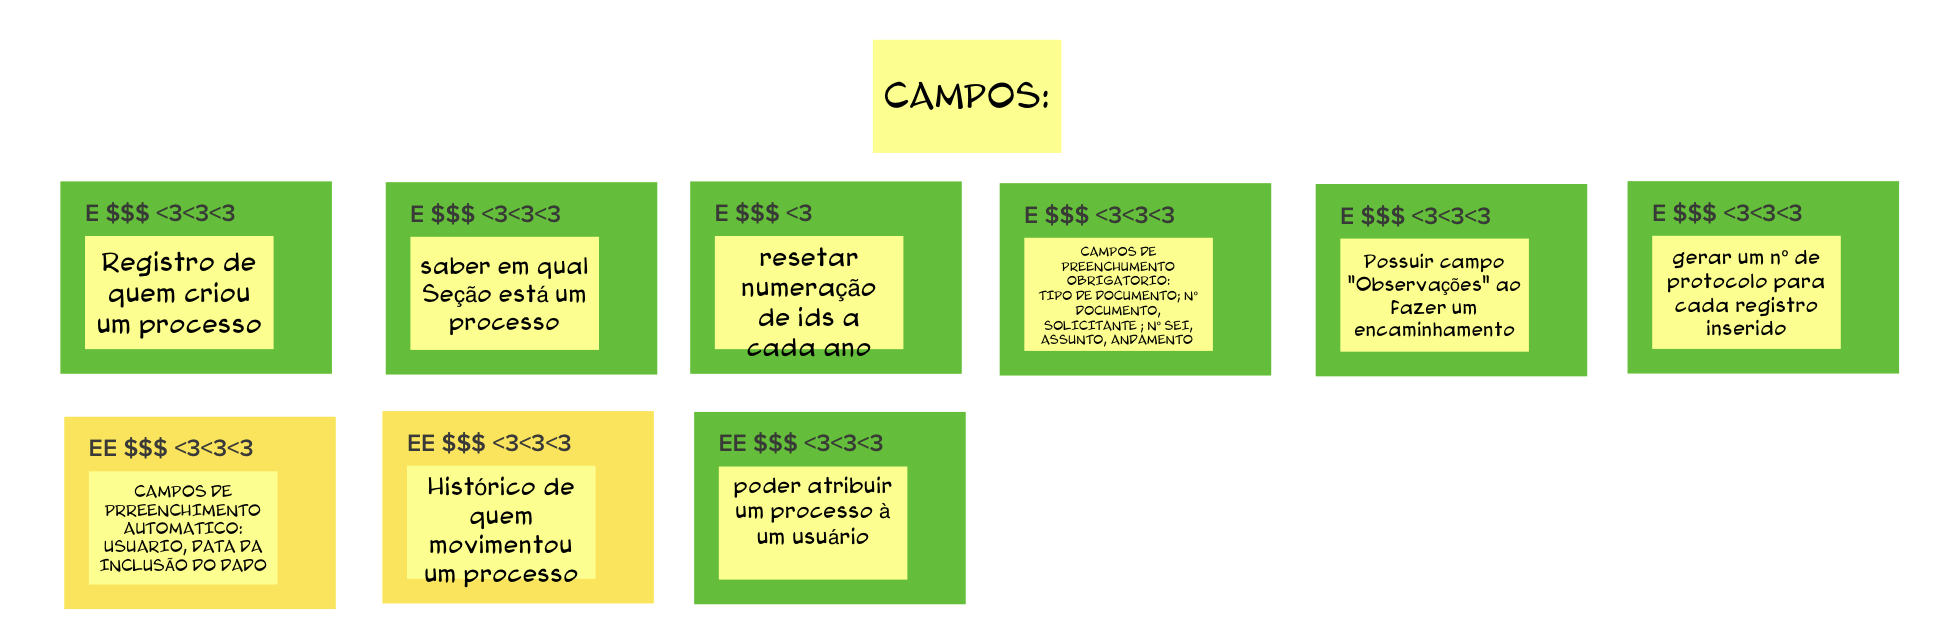 CAMPOS:
E $$$ <3<3<3
Registro de
quem criou
um processo
E $$$ <3<3<3
saber em qual
Seção está um
processo
E $$$ <3
resetar
numeração
de ids a
cada ano
E $$$ <3<3<3
CAMPOS DE
PREENCHUMENTO
OBRIGATORIO:
TIPO DE DOCUMENTO; N°
DOCUMENTO,
SOLICITANTE ; N° SEI,
ASSUNTO, ANDAMENTO
E $$$ <3<3<3
Possuir campo
"Observações" ao
fazer um
encaminhamento
E $$$ <3<3<3
gerar um n° de
protocolo para
cada registro
inserido
EE $$$ <3<3<3
CAMPOS DE
PRREENCHIMENTO
AUTOMATICO:
USUARIO, DATA DA
INCLUSÃO DO DADO
EE $$$ <3<3<3
Histórico de
quem
movimentou
um processo
EE $$$ <3<3<3
poder atribuir
um processo à
um usuário